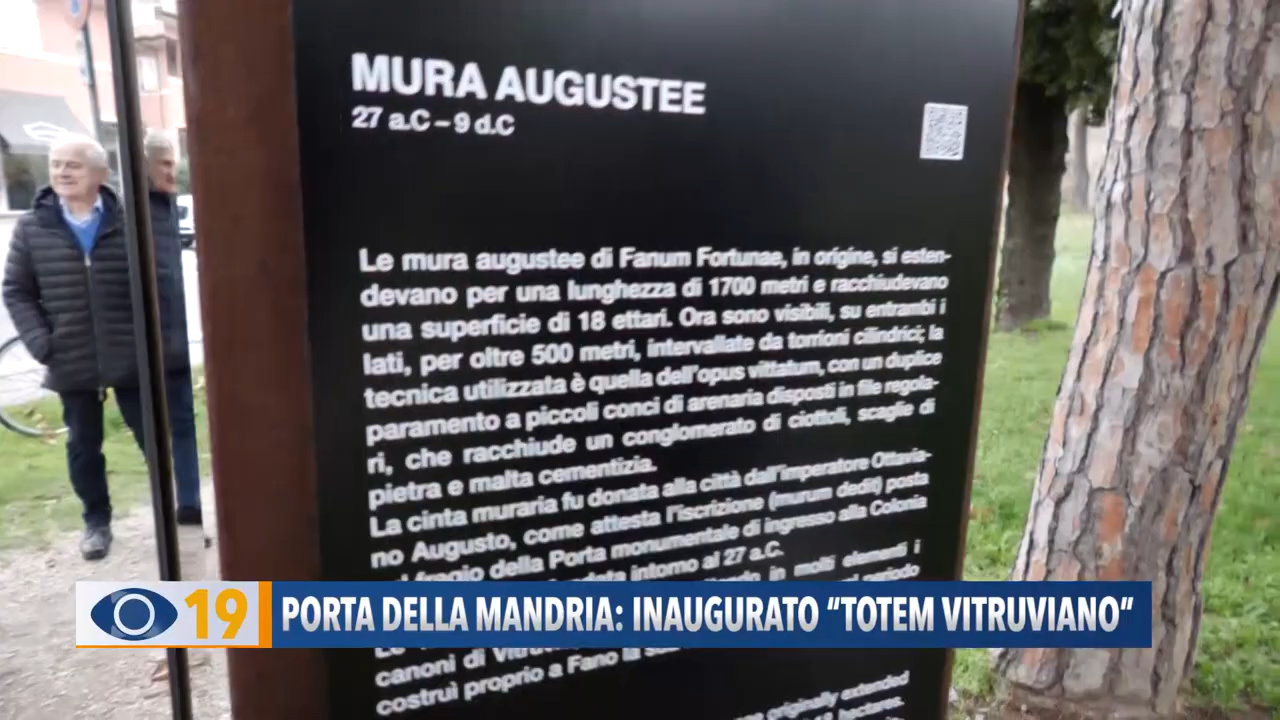 MURA AUGUSTEE
27 a.C – 9 d.C
Le mura augustee di Fanum Fortunae, in origine, si esten-
devano per una lunghezza di 1700 metri e racchiudevano
una superficie di 18 ettari. Ora sono visibili, su entrambi i
lati, per oltre 500 metri, intervallate da torrioni cilindrici; la
tecnica utilizzata è quella dell'opus vittatum, con un duplice
paramento a piccoli conci di arenaria disposti in file regola-
ri, che racchiude un conglomerato di ciottoli, scaglie di
pietra e malta cementizia.
La cinta muraria fu donata alla città dall'imperatore Ottavia-
no Augusto, come attesta l'iscrizione (murum dedit) posta
fregio della Porta monumentale di ingresso alla Colonia
intorno al 27 a.C.
in molti elementi i
periodo
19 PORTA DELLA MANDRIA: INAUGURATO “TOTEM VITRUVIANO”
canoni di
costruì proprio a Fano la
originally extended
hectares.